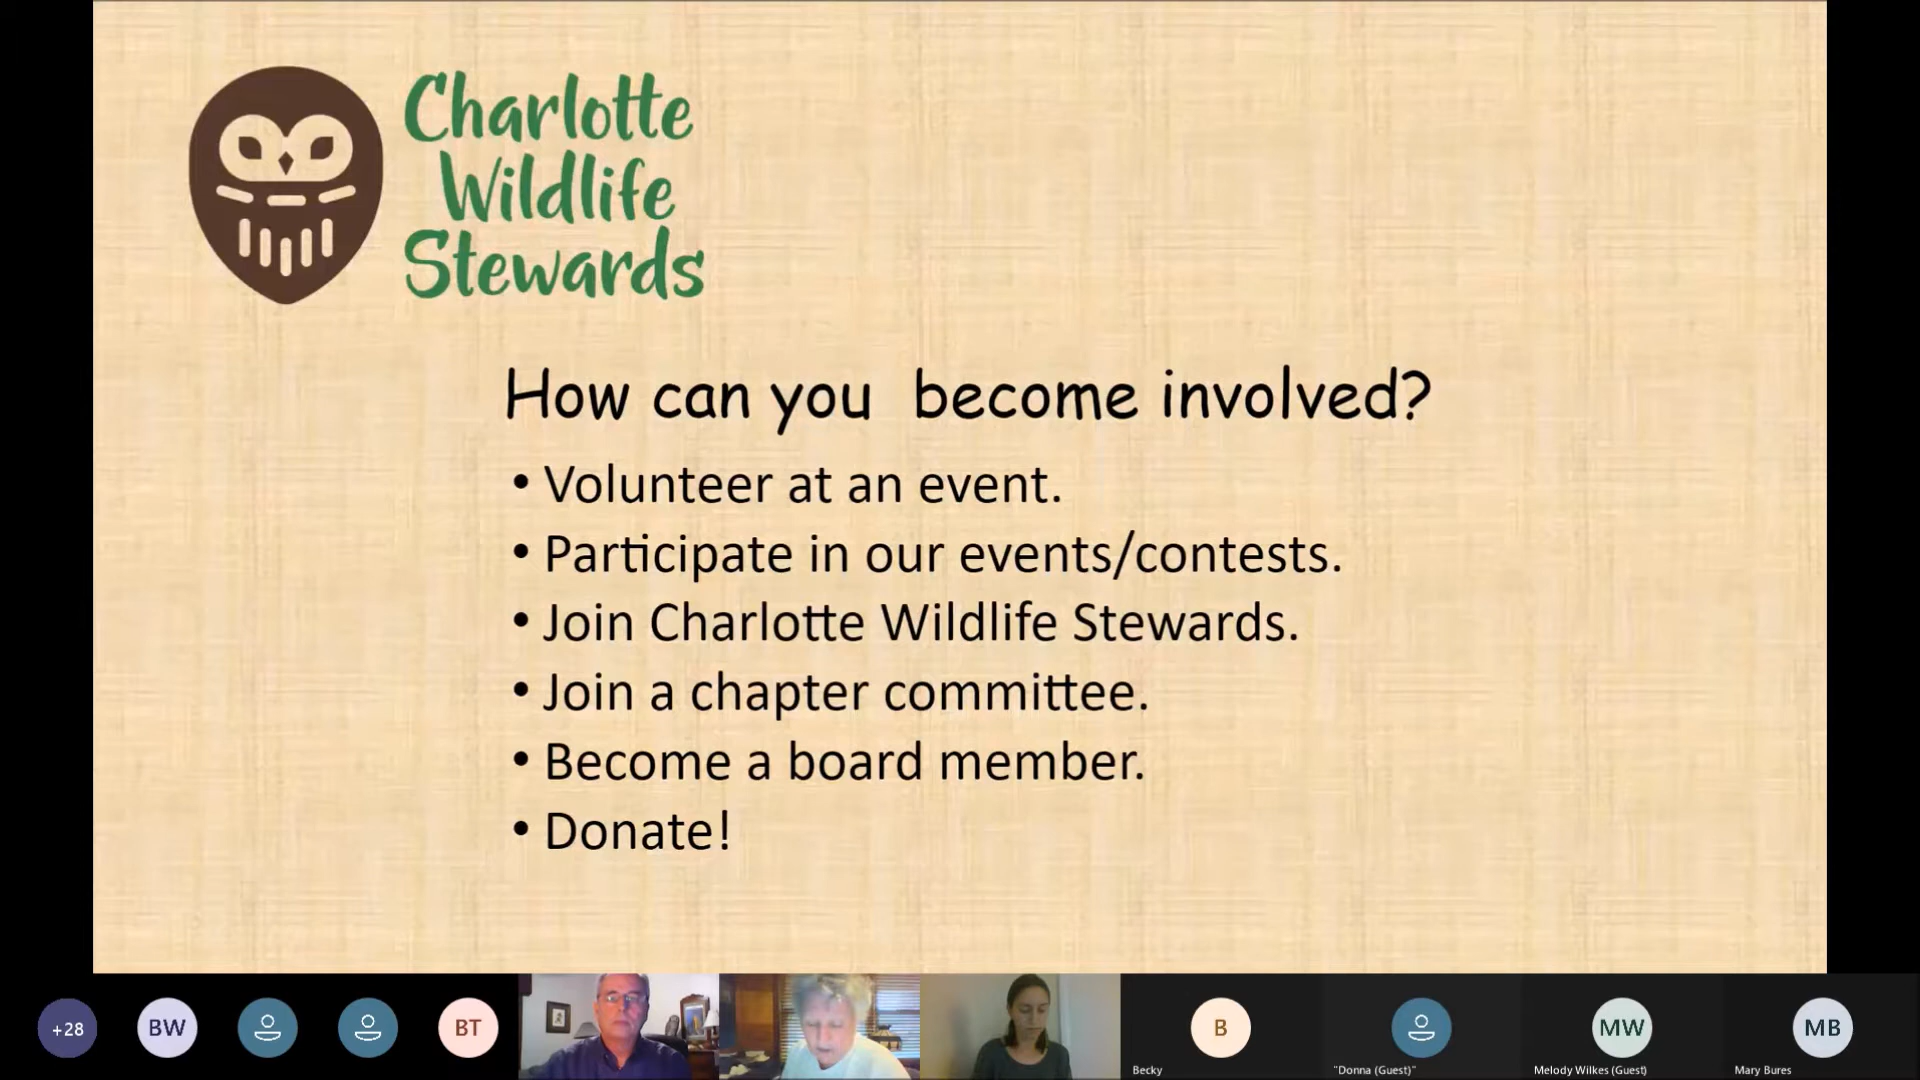 Charlotte
Wildlife
Stewards
How can you become involved?
• Volunteer at an event.
• Participate in our events/contests.
• Join Charlotte Wildlife Stewards.
• Join a chapter committee.
• Become a board member.
• Donate!
+28
BW
BT
B
MW
MB
Becky
"Donna (Guest)"
Melody Wilkes (Guest)
Mary Bures